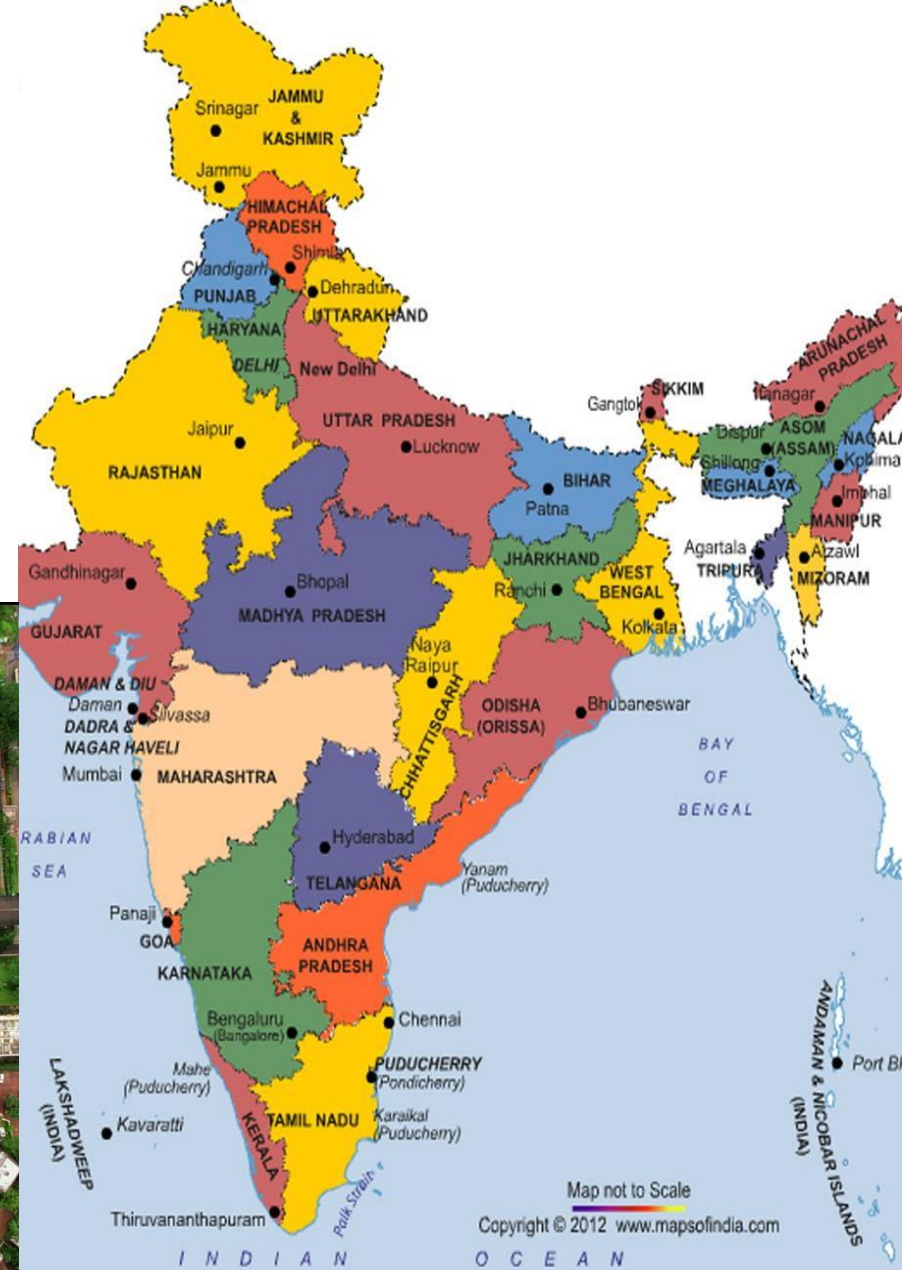 Srinagar
JAMMU
&
KASHMIR
Jammu
HIMACHAL
PRADESH
Shimla
Chandigarh
PUNJAB
Dehradun
UTTARAKHAND
HARYANA
DELHI
New Delhi
ARUNACHAL
PRADESH
SIKKIM
Gangtok
Itanagar
UTTAR PRADESH
Jaipur
Lucknow
RAJASTHAN
Dispur
ASOM
(ASSAM)
NAGALA
Shillong
Kohima
MEGHALAYA
BIHAR
Patna
Imphal
MANIPUR
JHARKHAND
Ranchi
WEST
BENGAL
Kolkata
Agartala
TRIPURA
Aizawl
MIZORAM
Gandhinagar
Bhopal
MADHYA PRADESH
GUJARAT
Naya
Raipur
CHHATTISGARH
ODISHA
(ORISSA)
Bhubaneswar
DAMAN & DIU
Daman
Silvassa
DADRA &
NAGAR HAVELI
Mumbai
MAHARASHTRA
BAY
OF
BENGAL
RABIAN
SEA
Hyderabad
TELANGANA
Yanam
(Puducherry)
Panaji
GOA
KARNATAKA
ANDHRA
PRADESH
Bengaluru
(Bangalore)
Chennai
Mahe
(Puducherry)
PUDUCHERRY
(Pondicherry)
LAKSHADWEEP
(INDIA)
Kavaratti
KERALA
TAMIL NADU
Karaikal
(Puducherry)
ANDAMAN & NICOBAR ISLANDS
(INDIA)
Port Bl
Thiruvananthapuram
Palk Strait
Map not to Scale
Copyright © 2012 www.mapsofindia.com
INDIAN OCEAN